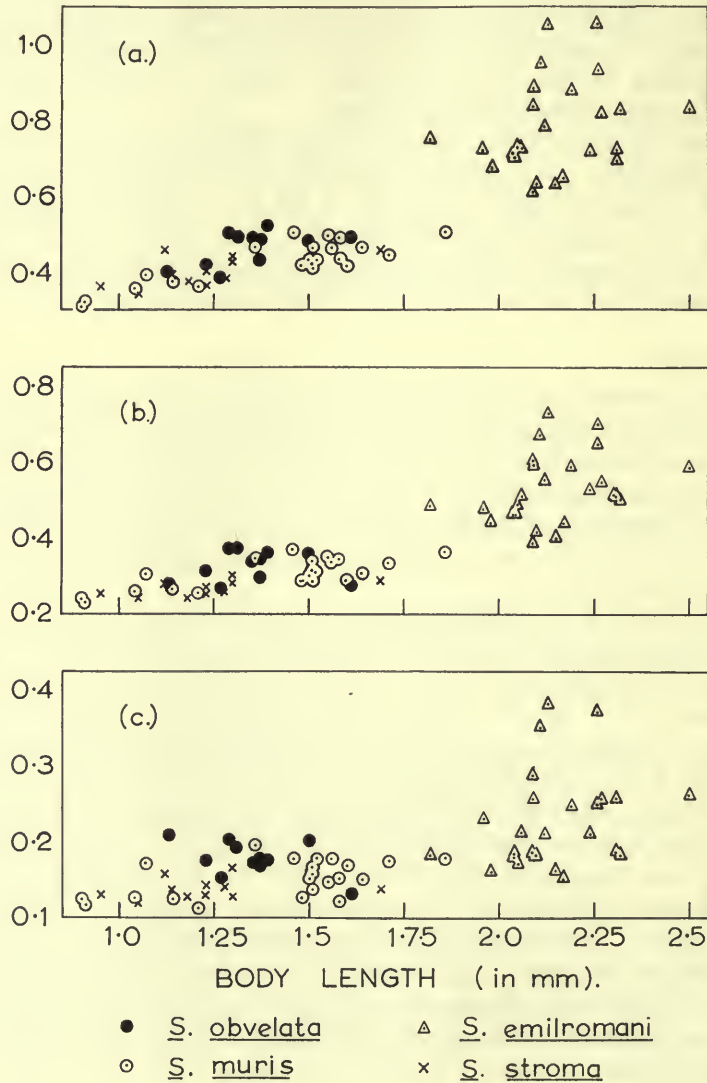 1·0
0·8
0·6
0·4
(a.)
0·8
0·6
0·4
0·2
(b.)
0·4
0·3
0·2
0·1
(c.)
1·0 1·25 1·5 1·75 2·0 2·25 2·5
BODY LENGTH (in mm).
S. obvelata
S. emilromani
S. muris
S. stroma